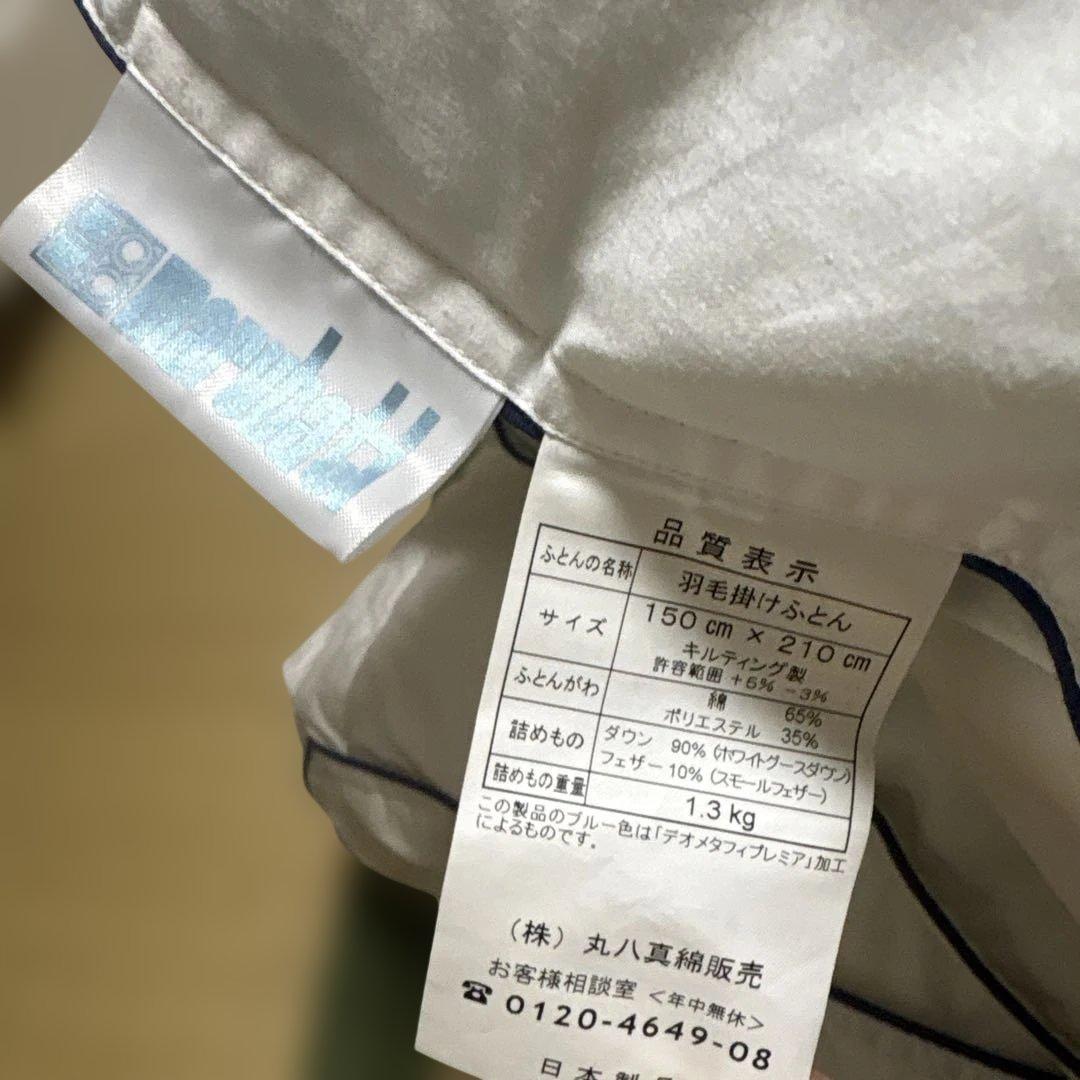 maruhachi
品質表示
ふとんの名称 羽毛掛けふとん
サイズ 150cm × 210cm
キルティング製
許容範囲 +5% -3%
ふとんがわ 綿 65%
ポリエステル 35%
詰めもの ダウン 90% (ホワイトグースダウン)
フェザー 10% (スモールフェザー)
詰めもの重量 1.3kg
この製品のブルー色は「デオメタフィプレミア」加工
によるものです。
(株) 丸八真綿販売
お客様相談室 <年中無休>
☎ 0120-4649-08
日本製